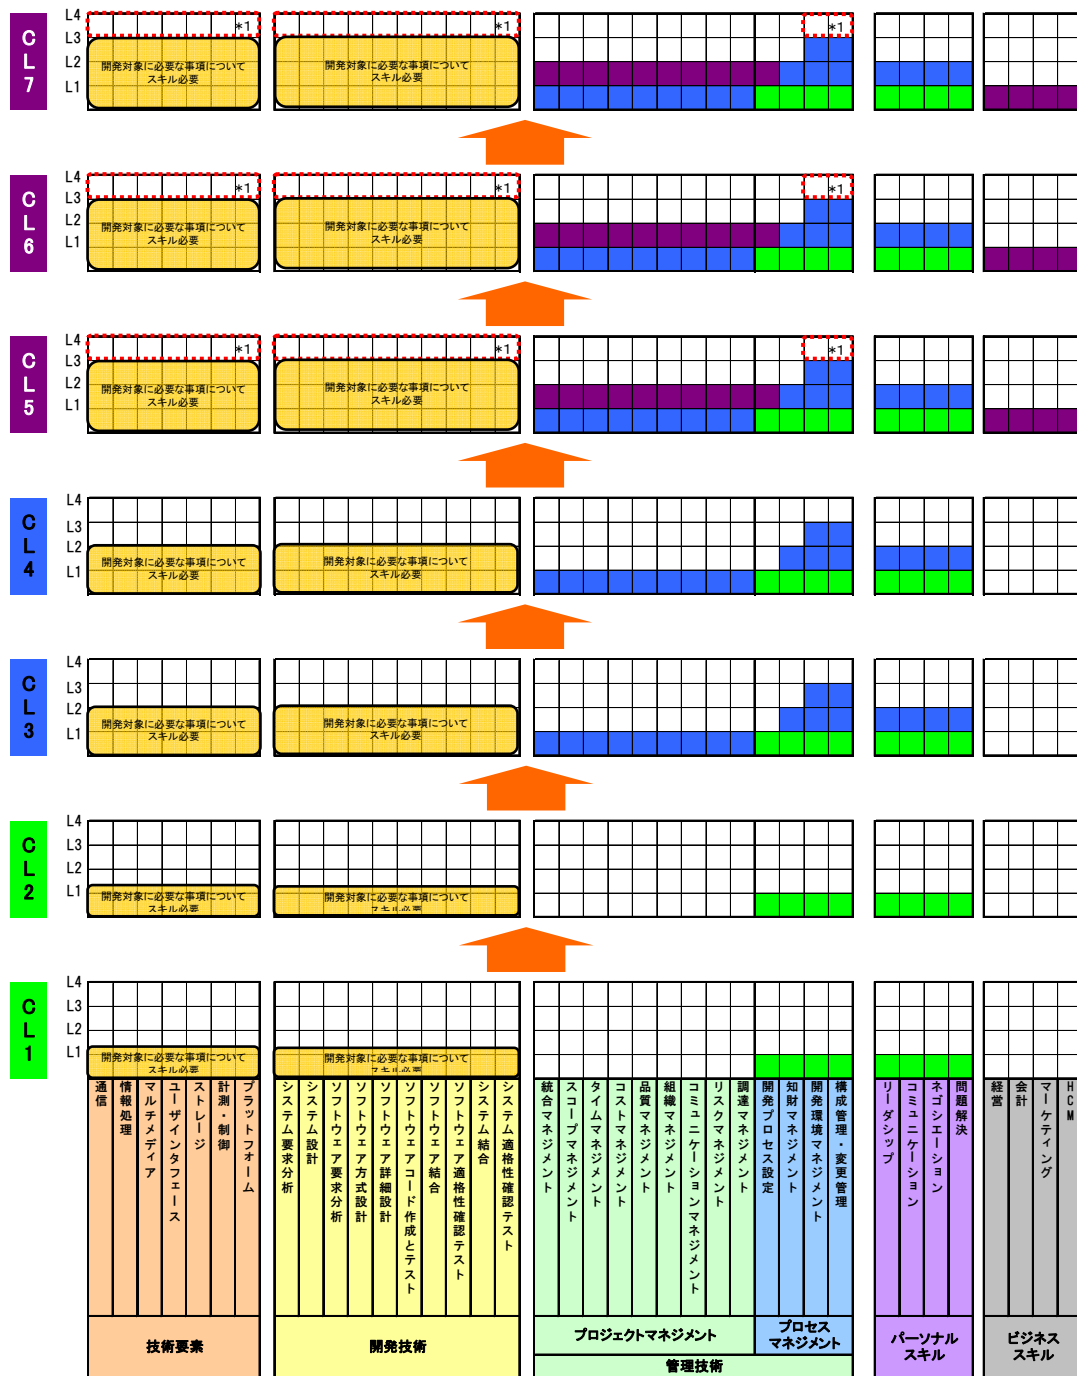 CL7
L4
L3
L2
L1
*1
開発対象に必要な事項について
スキル必要
*1
開発対象に必要な事項について
スキル必要
*1
CL6
L4
L3
L2
L1
*1
開発対象に必要な事項について
スキル必要
*1
開発対象に必要な事項について
スキル必要
*1
CL5
L4
L3
L2
L1
*1
開発対象に必要な事項について
スキル必要
*1
開発対象に必要な事項について
スキル必要
*1
CL4
L4
L3
L2
L1
開発対象に必要な事項について
スキル必要
開発対象に必要な事項について
スキル必要
CL3
L4
L3
L2
L1
開発対象に必要な事項について
スキル必要
開発対象に必要な事項について
スキル必要
CL2
L4
L3
L2
L1
開発対象に必要な事項について
スキル必要
開発対象に必要な事項について
スキル必要
CL1
L4
L3
L2
L1
開発対象に必要な事項について
スキル必要
開発対象に必要な事項について
スキル必要
通信
情報処理
マルチメディア
ユーザインタフェース
ストレージ
計測・制御
プラットフォーム
システム要求分析
システム設計
ソフトウェア要求分析
ソフトウェア方式設計
ソフトウェア詳細設計
ソフトウェアコード作成とテスト
ソフトウェア結合
ソフトウェア適格性確認テスト
システム結合
システム適格性確認テスト
統合マネジメント
スコープマネジメント
タイムマネジメント
コストマネジメント
品質マネジメント
組織マネジメント
コミュニケーションマネジメント
リスクマネジメント
調達マネジメント
開発プロセス設定
知財マネジメント
開発環境マネジメント
構成管理・変更管理
リーダシップ
コミュニケーション
ネゴシエーション
問題解決
経営
会計
マーケティング
HCM
技術要素
開発技術
プロジェクトマネジメント
プロセス
マネジメント
管理技術
パーソナル
スキル
ビジネス
スキル